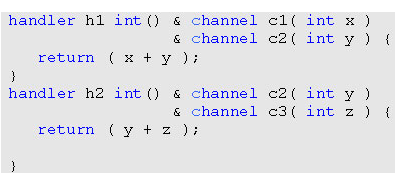 handler h1 int() & channel c1( int x )
& channel c2( int y ) {
return ( x + y );
}
handler h2 int() & channel c2( int y )
& channel c3( int z ) {
return ( y + z );
}